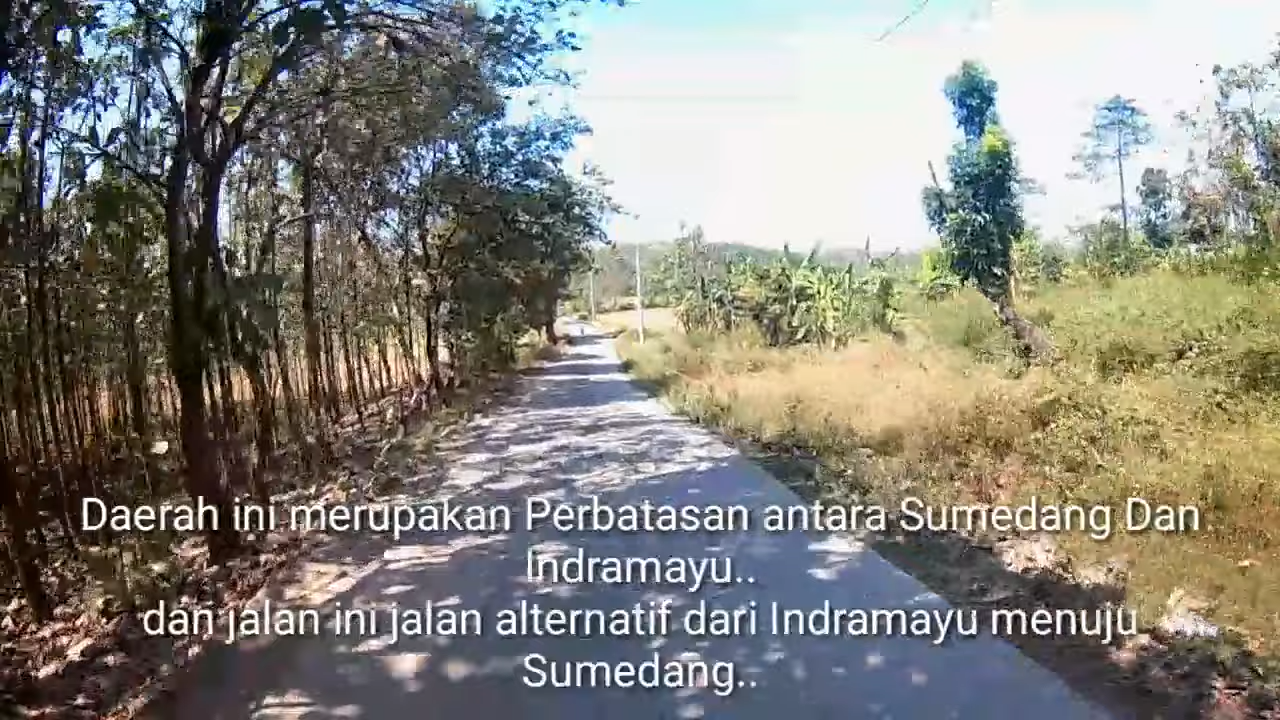 Daerah ini merupakan Perbatasan antara Sumedang Dan
Indramayu..
dan jalan ini jalan alternatif dari Indramayu menuju
Sumedang..